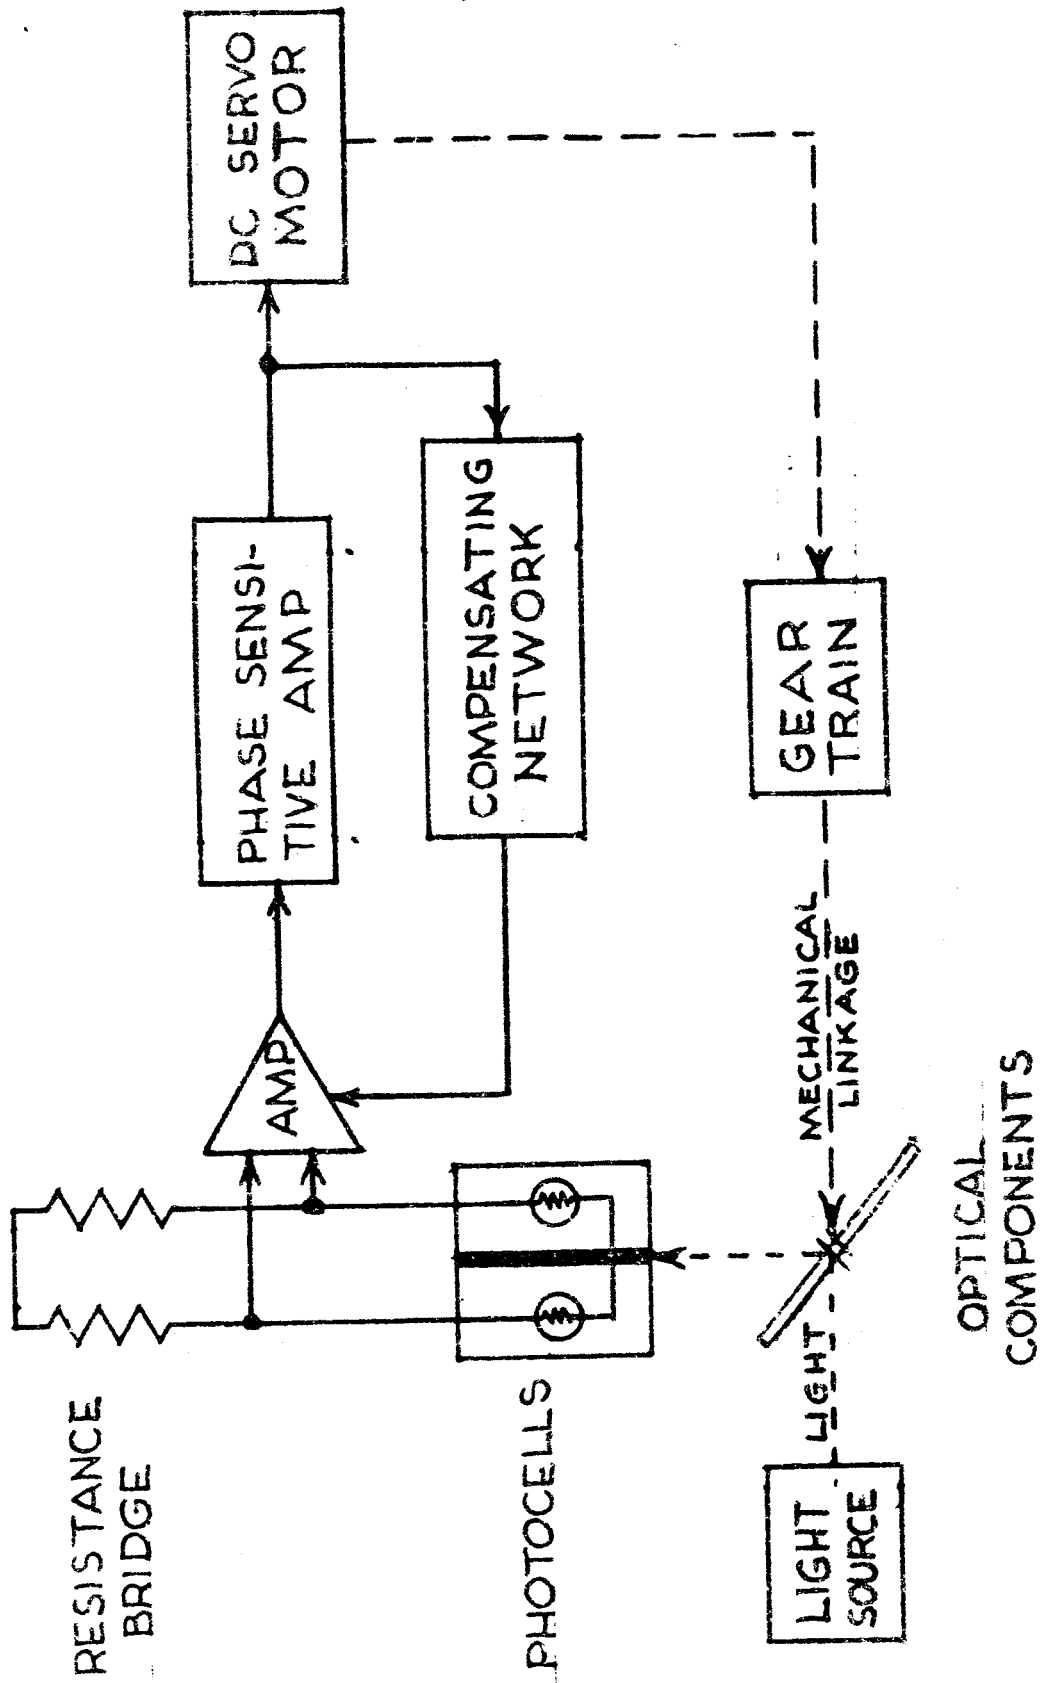 RESISTANCE
BRIDGE
AMP
PHASE SENSI-
TIVE AMP
DC SERVO
MOTOR
PHOTOCELLS
COMPENSATING
NETWORK
LIGHT
SOURCE
LIGHT
MECHANICAL
LINKAGE
GEAR
TRAIN
OPTICAL
COMPONENTS